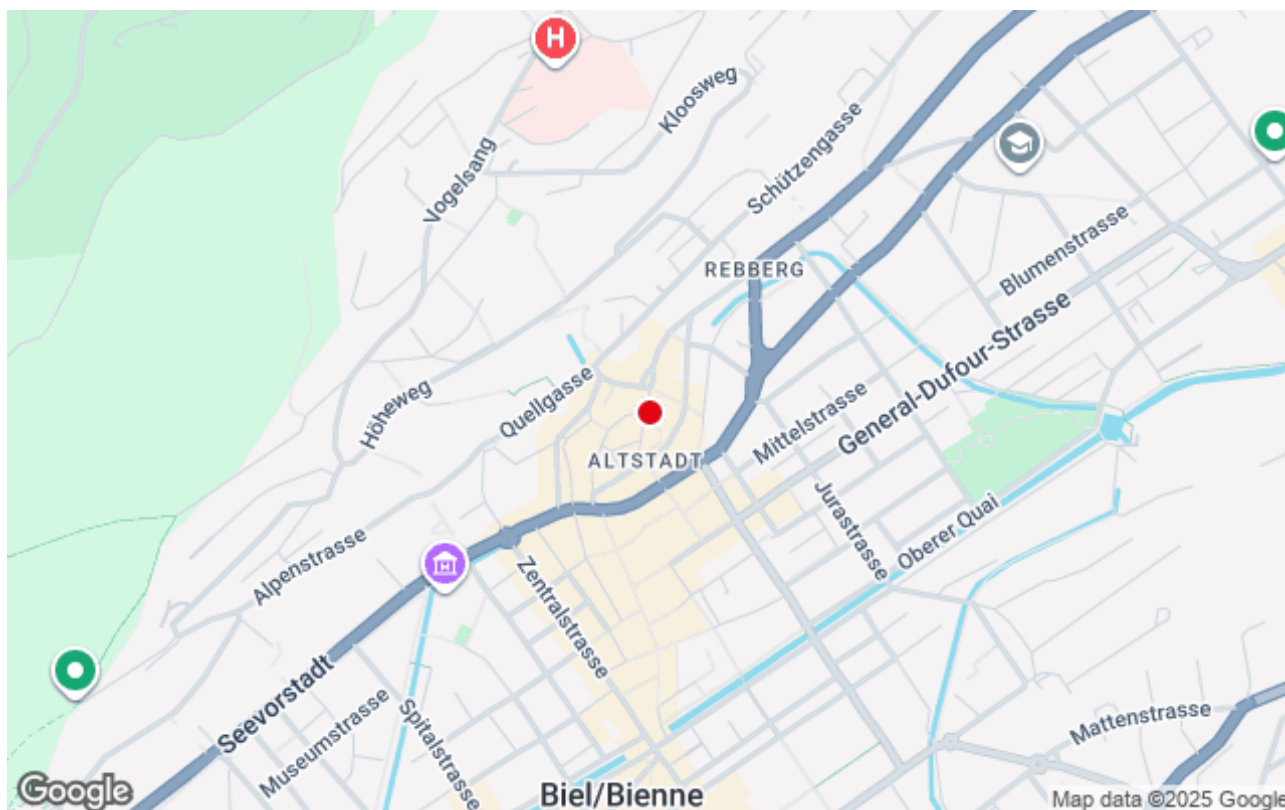 H
Kloosweg
Vogelsang
Schützengasse
REBBERG
Blumenstrasse
General-Dufour-Strasse
Höheweg
Quellgasse
Mittelstrasse
ALTSTADT
Jurastrasse
Oberer Quai
Alpenstrasse
Zentralstrasse
Seevorstadt
Museumstrasse
Spitalstrasse
Mattenstrasse
Biel/Bienne
Google
Map data ©2025 Google